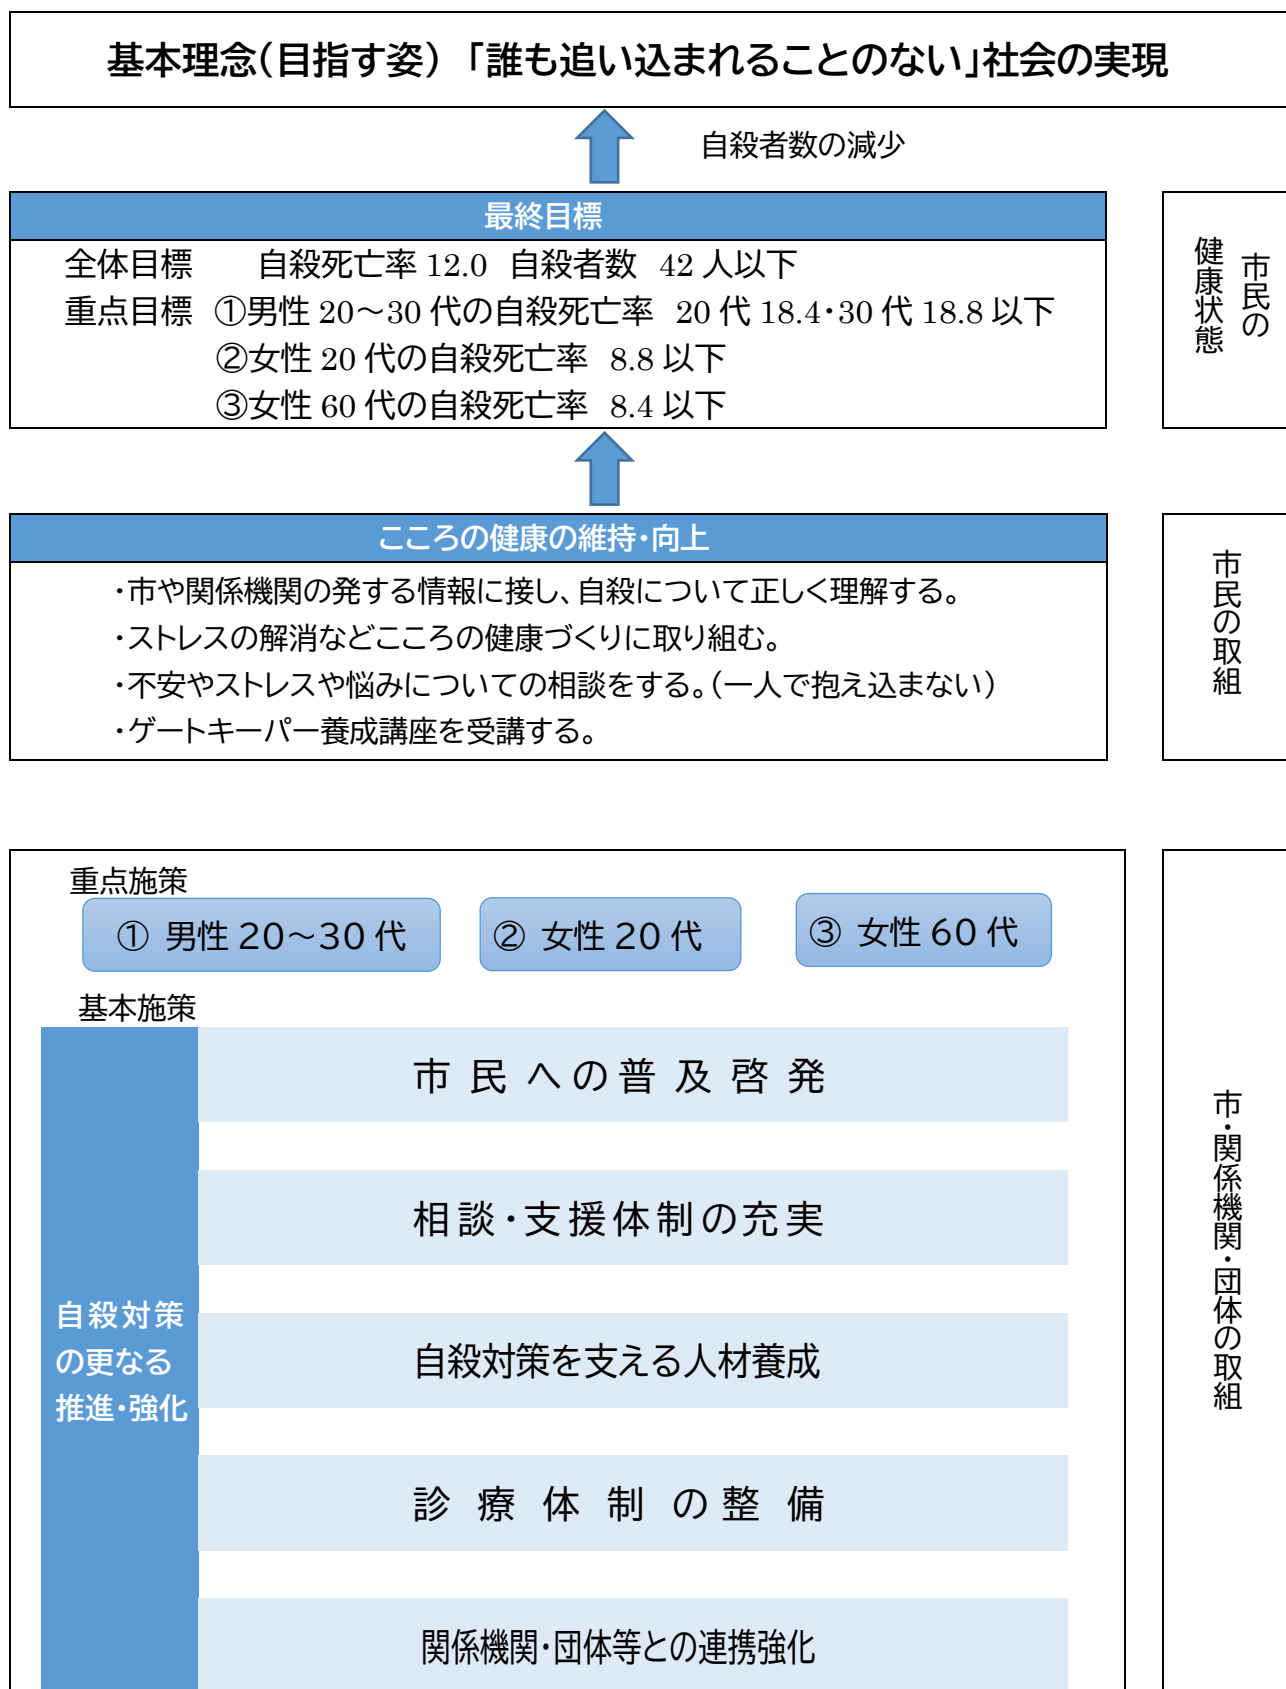 基本理念(目指す姿) 「誰も追い込まれることのない」社会の実現
自殺者数の減少
最終目標
全体目標 自殺死亡率 12.0 自殺者数 42 人以下
重点目標 ①男性 20～30 代の自殺死亡率 20 代 18.4・30 代 18.8 以下
②女性 20 代の自殺死亡率 8.8 以下
③女性 60 代の自殺死亡率 8.4 以下
市民の
健康状態
こころの健康の維持・向上
・市や関係機関の発する情報に接し、自殺について正しく理解する。
・ストレスの解消などこころの健康づくりに取り組む。
・不安やストレスや悩みについての相談をする。(一人で抱え込まない)
・ゲートキーパー養成講座を受講する。
市民の取組
重点施策
① 男性 20～30 代
② 女性 20 代
③ 女性 60 代
基本施策
自殺対策
の更なる
推進・強化
市民への普及啓発
相談・支援体制の充実
自殺対策を支える人材養成
診療体制の整備
関係機関・団体等との連携強化
市・関係機関・団体の取組